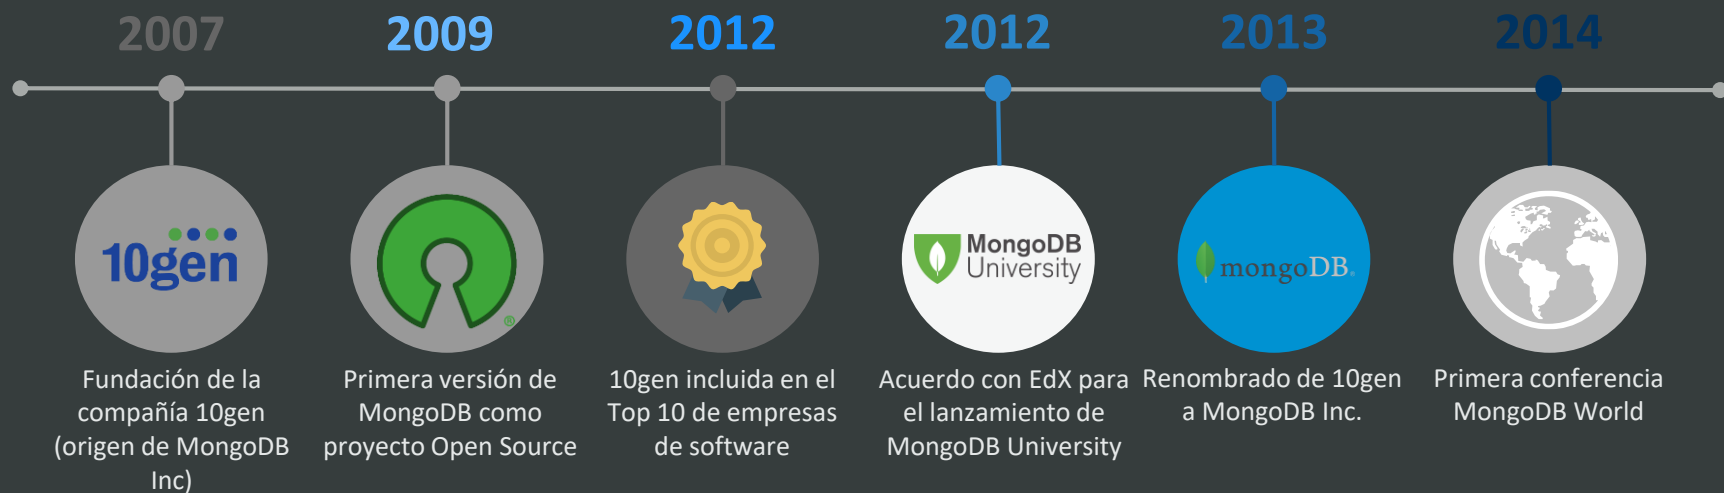 2007
2009
2012
2012
2013
2014
10gen
®
MongoDB
University
mongoDB.
Fundación de la
compañía 10gen
(origen de MongoDB
Inc)
Primera versión de
MongoDB como
proyecto Open Source
10gen incluida en el
Top 10 de empresas
de software
Acuerdo con EdX para
el lanzamiento de
MongoDB University
Renombrado de 10gen
a MongoDB Inc.
Primera conferencia
MongoDB World